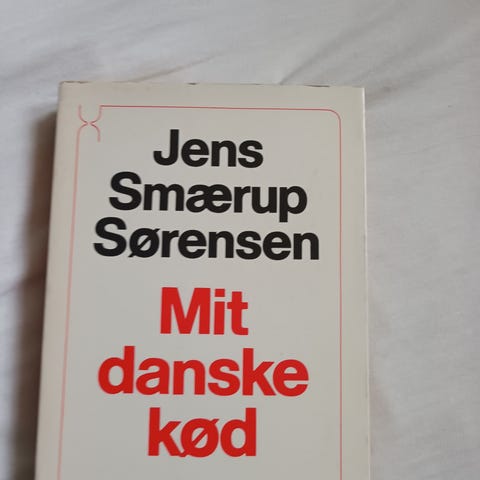 Jens
Smærup
Sørensen
Mit
danske
kød